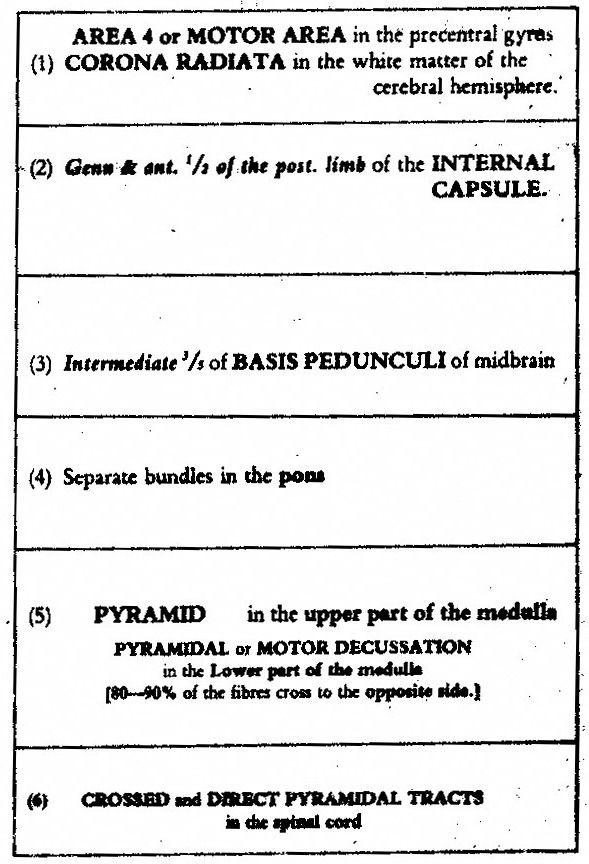 AREA 4 or MOTOR AREA in the precentral gyrus
(1) CORONA RADIATA in the white matter of the
cerebral hemisphere.
(2) Genu & ant. 1/2 of the post. limb of the INTERNAL
CAPSULE.
(3) Intermediate 3/5 of BASIS PEDUNCULI of midbrain
(4) Separate bundles in the pons
(5) PYRAMID in the upper part of the medulla
PYRAMIDAL or MOTOR DECUSSATION
in the Lower part of the medulla
[80—90% of the fibres cross to the opposite side.]
(6) CROSSED and DIRECT PYRAMIDAL TRACTS
in the spinal cord